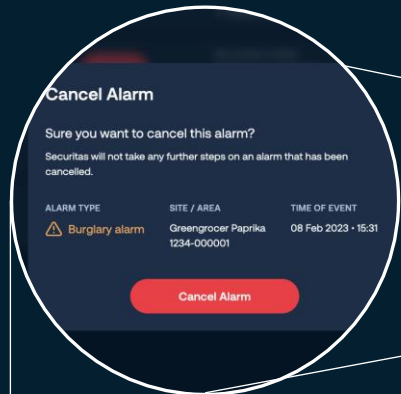 Cancel Alarm
Sure you want to cancel this alarm?
Securitas will not take any further steps on an alarm that has been
cancelled.
ALARM TYPE SITE / AREA TIME OF EVENT
Burglary alarm Greengrocer Paprika 08 Feb 2023 • 15:31
1234-000001
Cancel Alarm